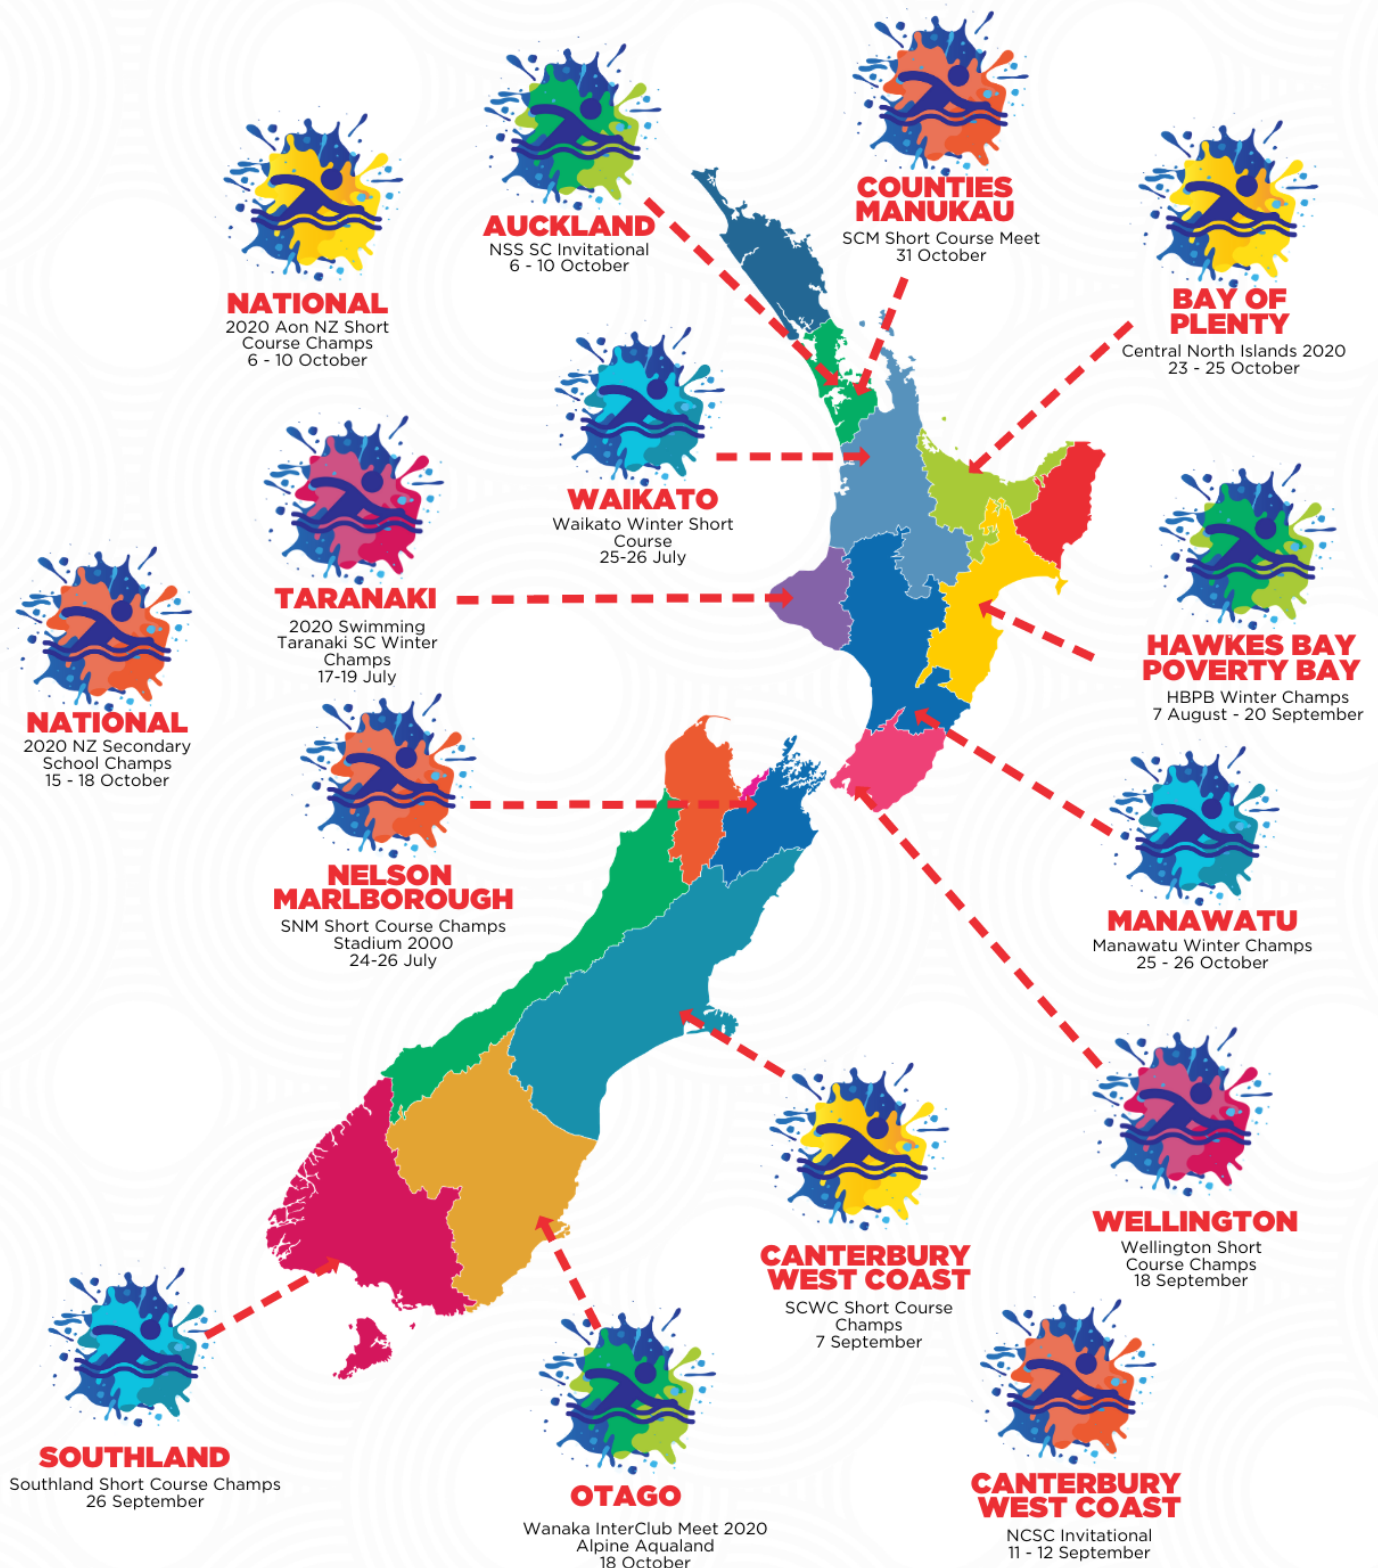 AUCKLAND
NSS SC Invitational
6 - 10 October
COUNTIES
MANUKAU
SCM Short Course Meet
31 October
NATIONAL
2020 Aon NZ Short
Course Champs
6 - 10 October
BAY OF
PLENTY
Central North Islands 2020
23 - 25 October
WAIKATO
Waikato Winter Short
Course
25-26 July
TARANAKI
2020 Swimming
Taranaki SC Winter
Champs
17-19 July
HAWKES BAY
POVERTY BAY
HBPB Winter Champs
7 August - 20 September
NATIONAL
2020 NZ Secondary
School Champs
15 - 18 October
NELSON
MARLBOROUGH
SNM Short Course Champs
Stadium 2000
24-26 July
MANAWATU
Manawatu Winter Champs
25 - 26 October
WELLINGTON
Wellington Short
Course Champs
18 September
CANTERBURY
WEST COAST
SCWC Short Course
Champs
7 September
SOUTHLAND
Southland Short Course Champs
26 September
OTAGO
Wanaka InterClub Meet 2020
Alpine Aqualand
18 October
CANTERBURY
WEST COAST
NCSC Invitational
11 - 12 September